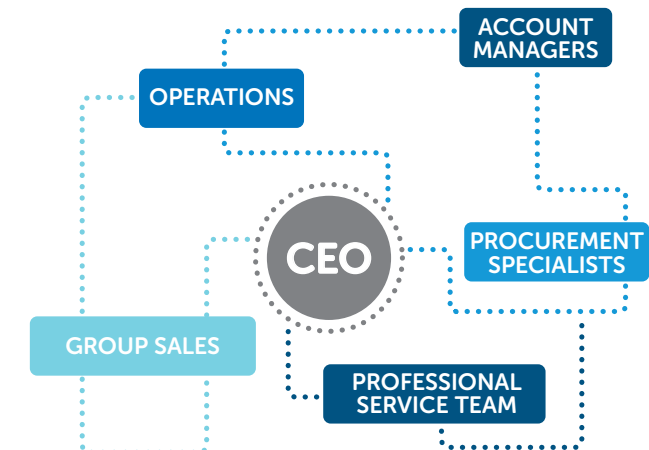 ACCOUNT
MANAGERS
OPERATIONS
CEO
PROCUREMENT
SPECIALISTS
GROUP SALES
PROFESSIONAL
SERVICE TEAM